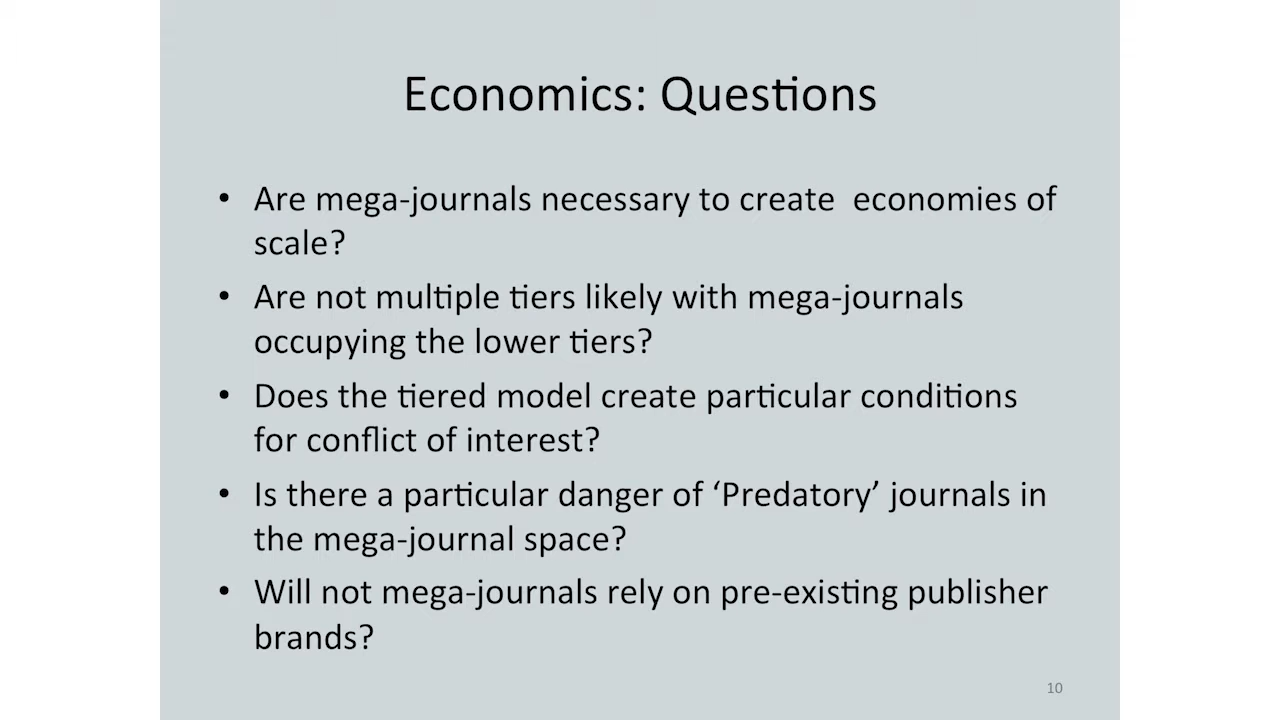 Economics: Questions
• Are mega-journals necessary to create  economies of
scale?
• Are not multiple tiers likely with mega-journals
occupying the lower tiers?
• Does the tiered model create particular conditions
for conflict of interest?
• Is there a particular danger of ‘Predatory’ journals in
the mega-journal space?
• Will not mega-journals rely on pre-existing publisher
brands?
10